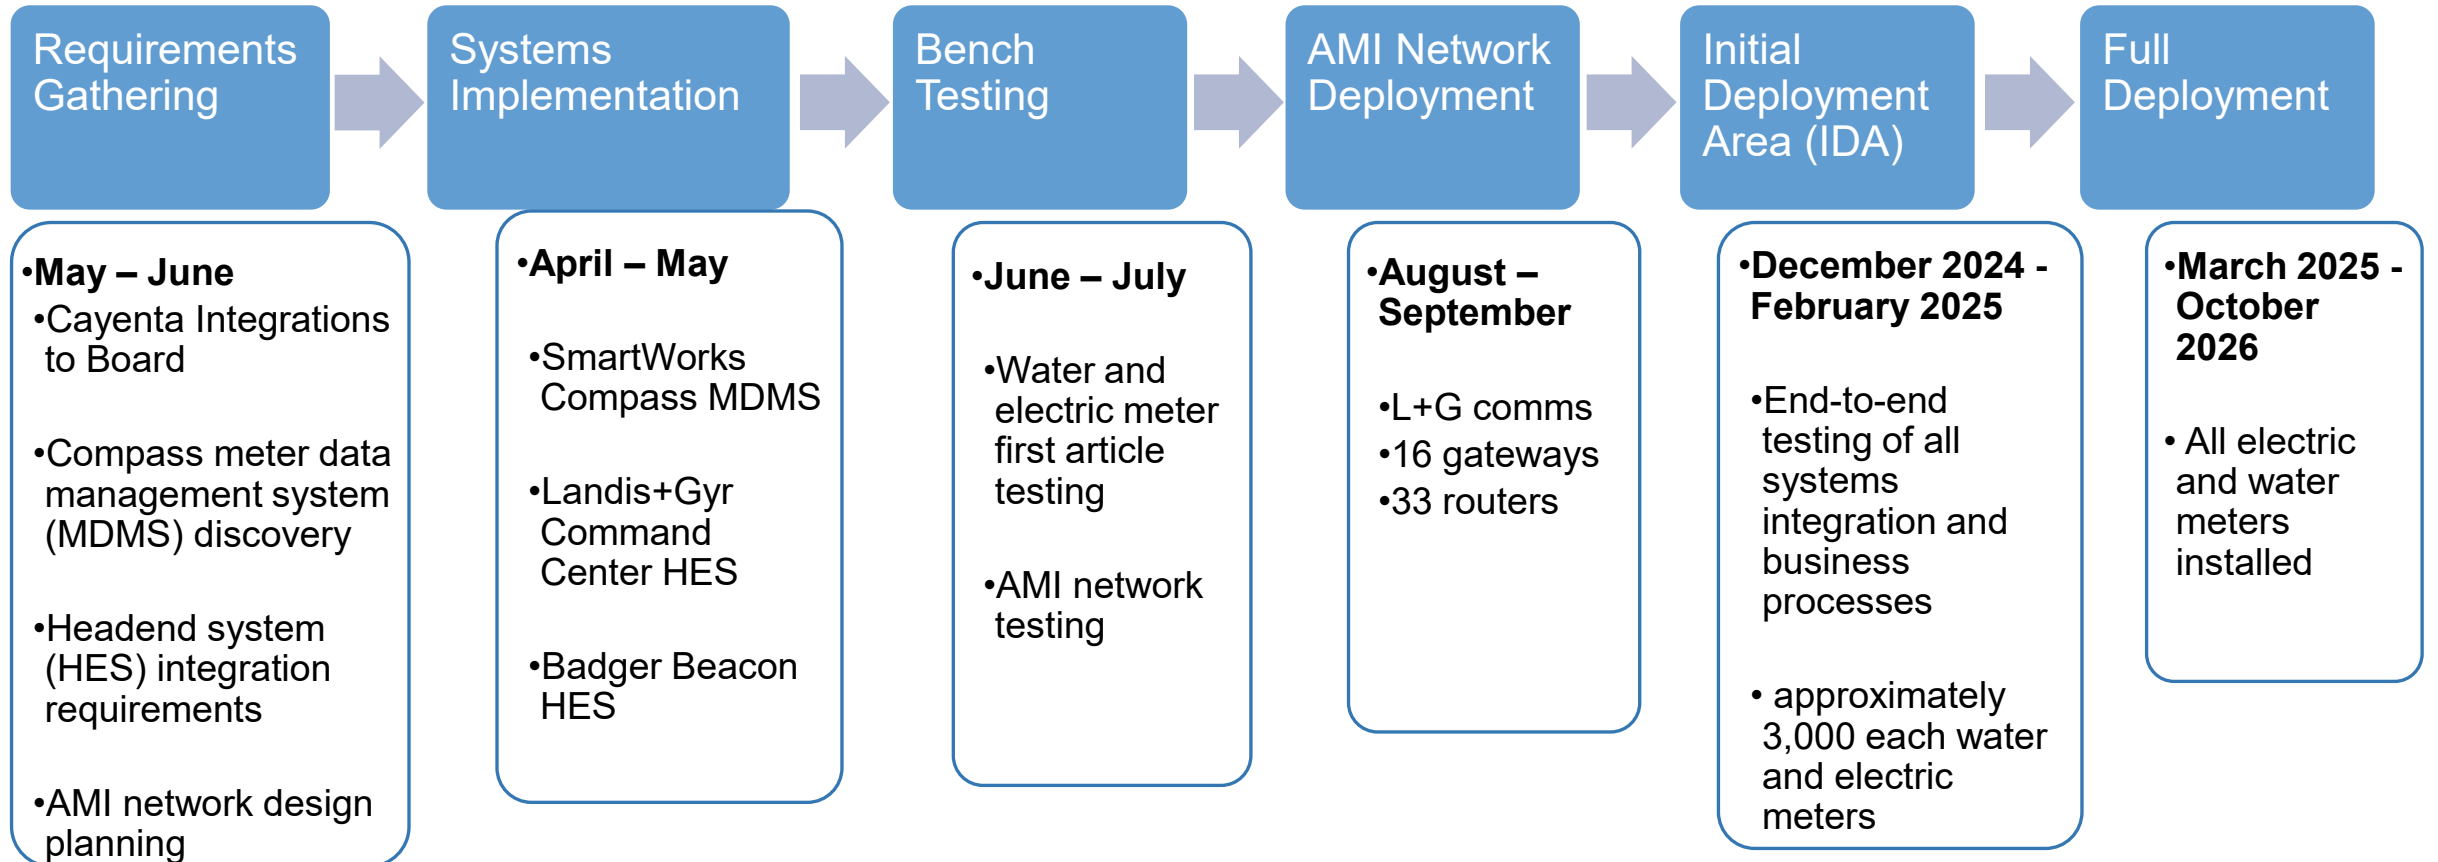 Requirements
Gathering
•May – June
•Cayenta Integrations
to Board
•Compass meter data
management system
(MDMS) discovery
•Headend system
(HES) integration
requirements
•AMI network design
planning
Systems
Implementation
•April – May
•SmartWorks
Compass MDMS
•Landis+Gyr
Command
Center HES
•Badger Beacon
HES
Bench
Testing
•June – July
•Water and
electric meter
first article
testing
•AMI network
testing
AMI Network
Deployment
•August –
September
•L+G comms
•16 gateways
•33 routers
Initial
Deployment
Area (IDA)
•December 2024 -
February 2025
•End-to-end
testing of all
systems
integration and
business
processes
• approximately
3,000 each water
and electric
meters
Full
Deployment
•March 2025 -
October
2026
• All electric
and water
meters
installed